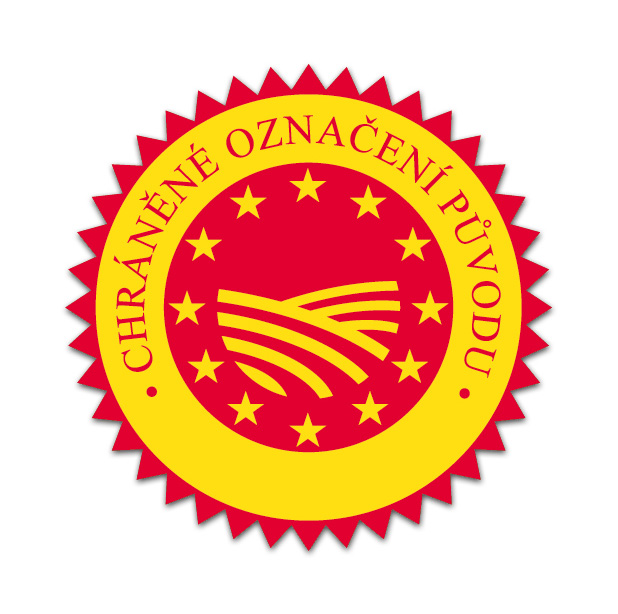 • CHRÁNĚNÉ OZNAČENÍ PŮVODU •